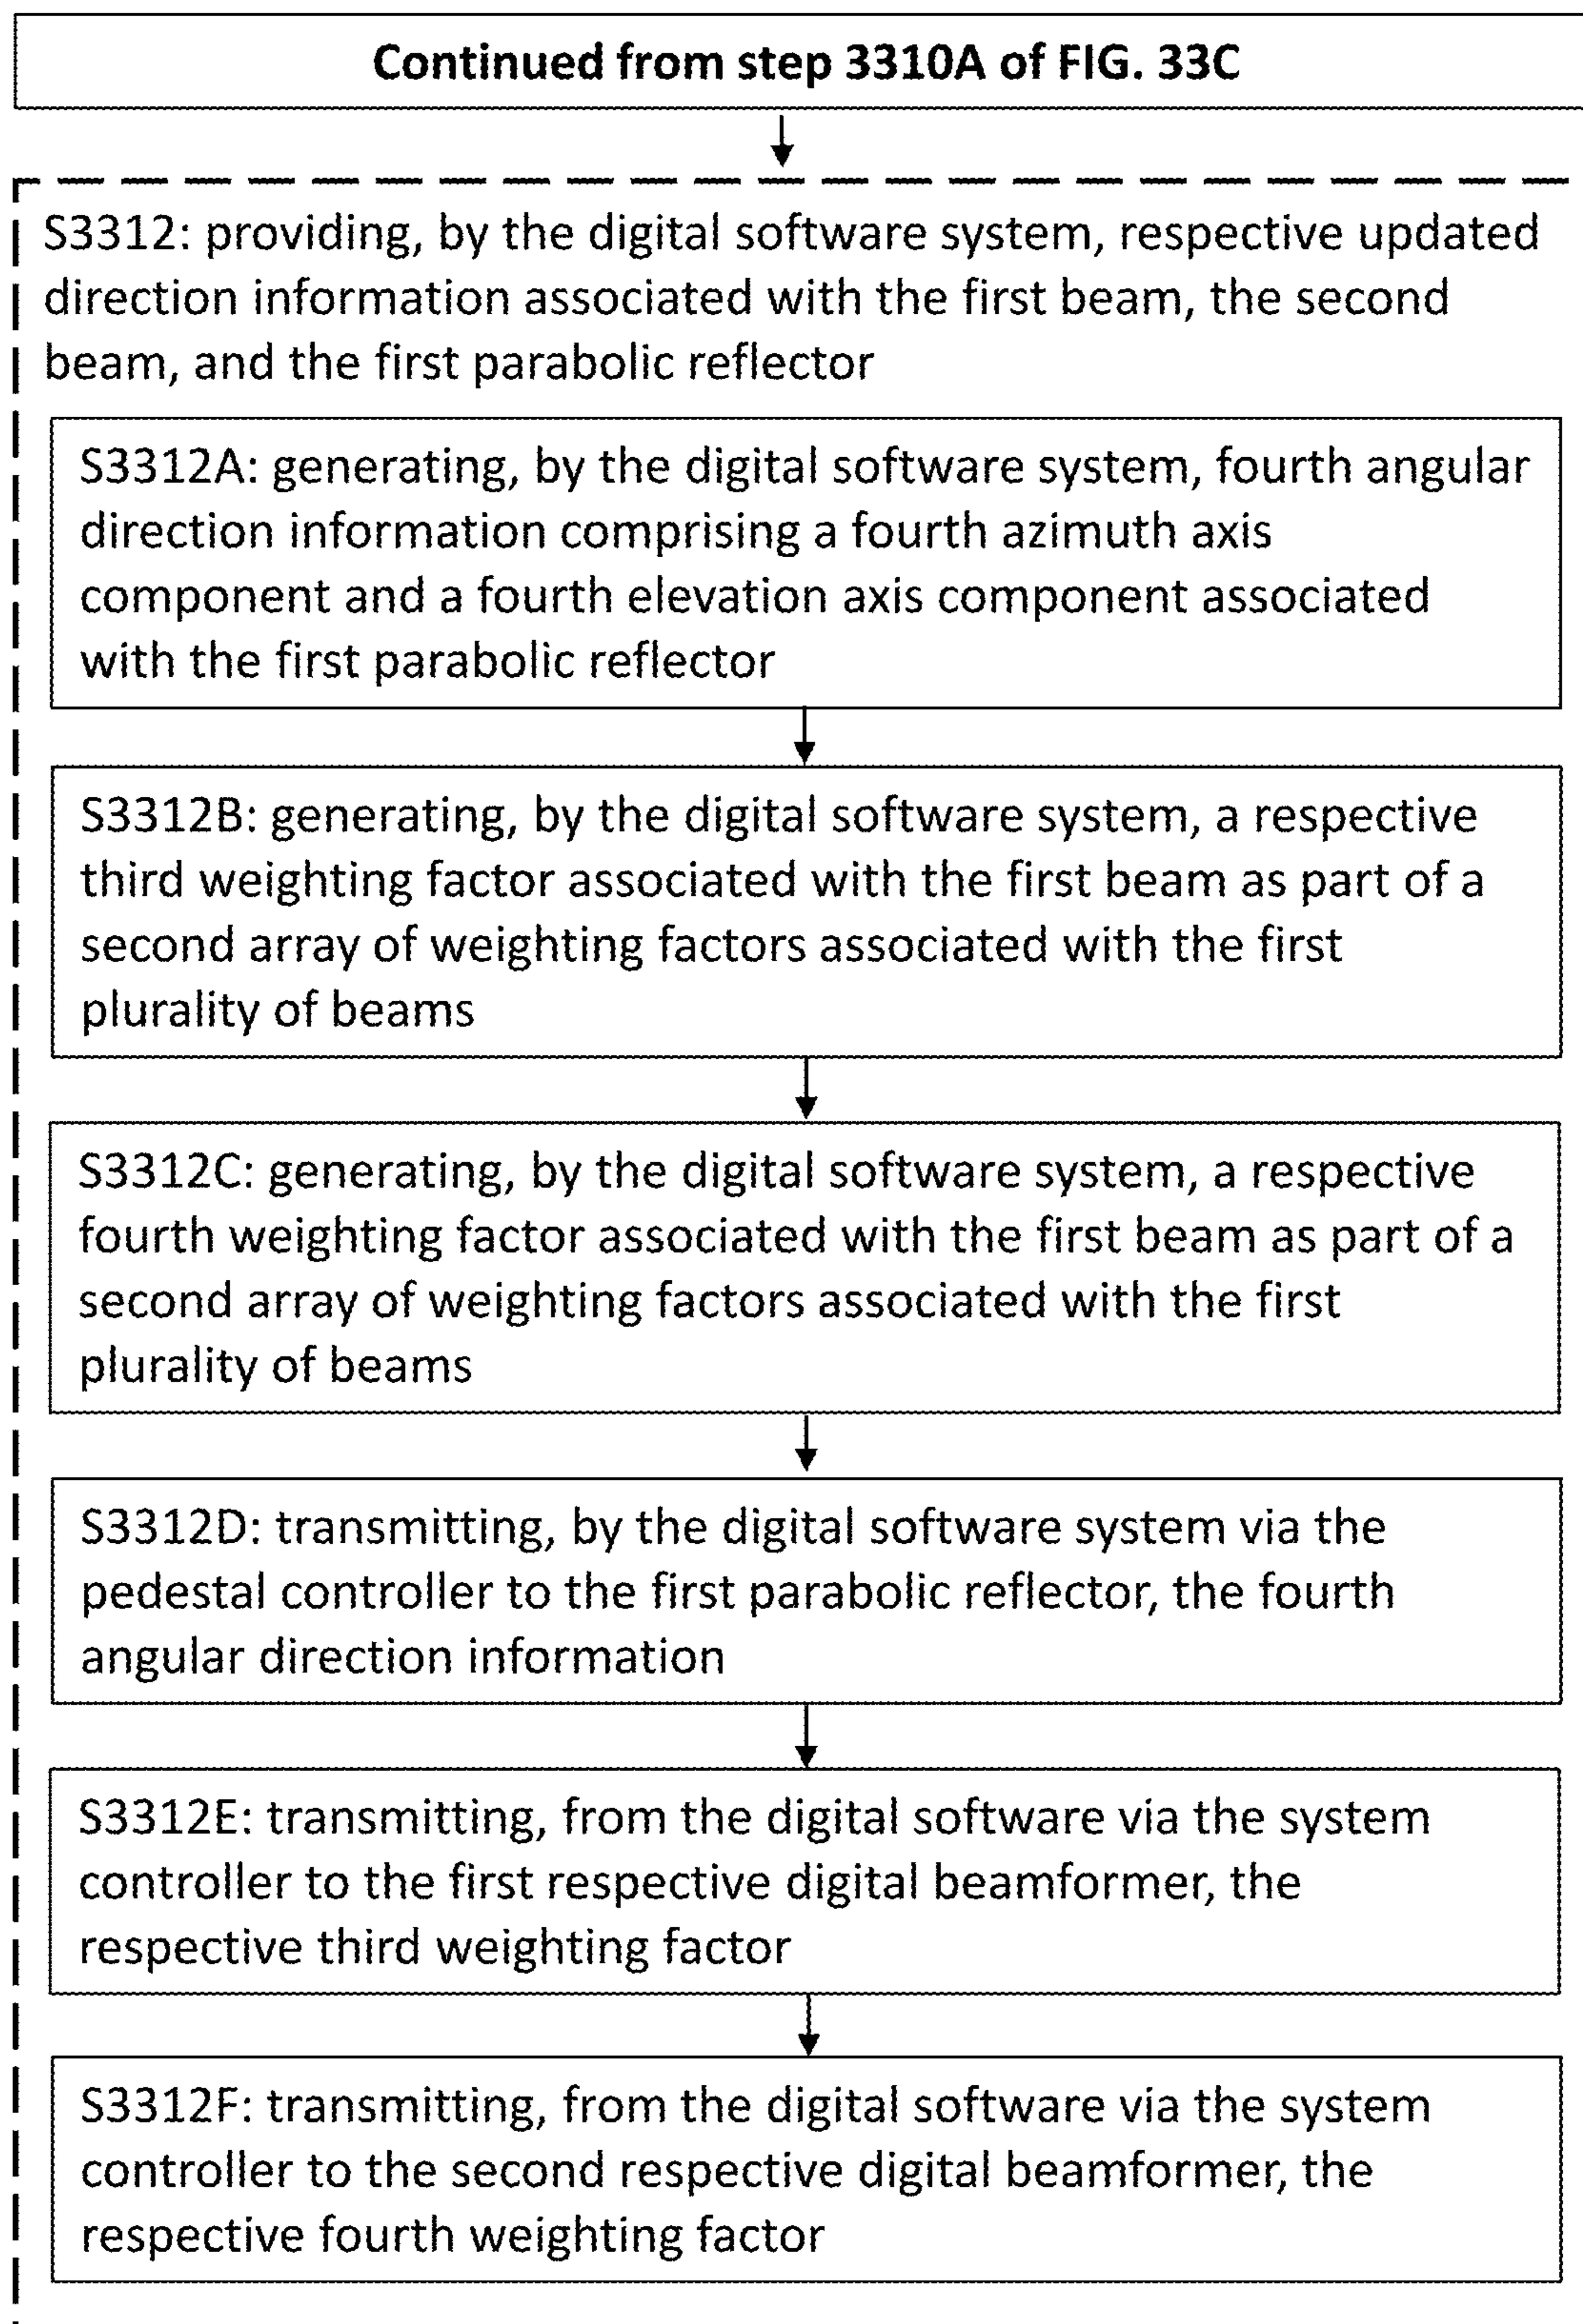 Continued from step 3310A of FIG. 33C
S3312: providing, by the digital software system, respective updated
direction information associated with the first beam, the second
beam, and the first parabolic reflector
S3312A: generating, by the digital software system, fourth angular
direction information comprising a fourth azimuth axis
component and a fourth elevation axis component associated
with the first parabolic reflector
S3312B: generating, by the digital software system, a respective
third weighting factor associated with the first beam as part of a
second array of weighting factors associated with the first
plurality of beams
S3312C: generating, by the digital software system, a respective
fourth weighting factor associated with the first beam as part of a
second array of weighting factors associated with the first
plurality of beams
S3312D: transmitting, by the digital software system via the
pedestal controller to the first parabolic reflector, the fourth
angular direction information
S3312E: transmitting, from the digital software via the system
controller to the first respective digital beamformer, the
respective third weighting factor
S3312F: transmitting, from the digital software via the system
controller to the second respective digital beamformer, the
respective fourth weighting factor